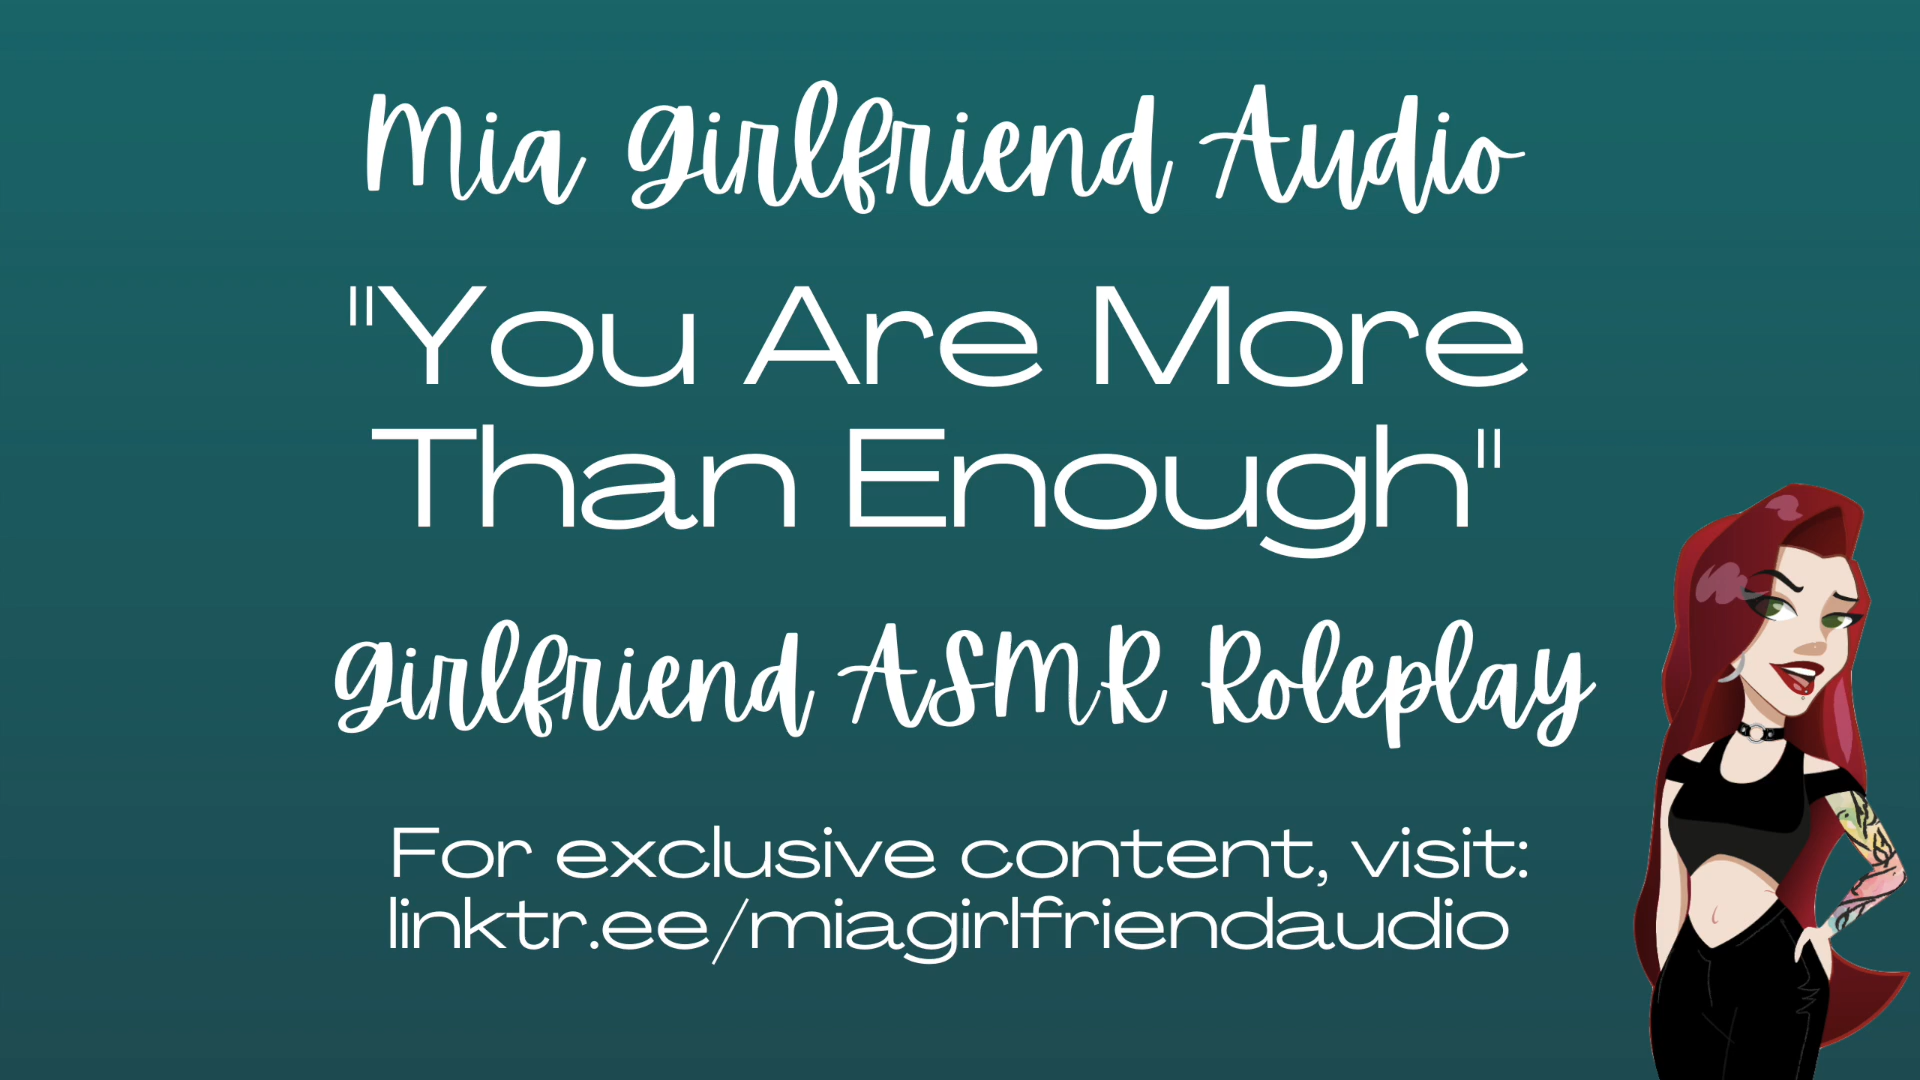 Mia Girlfriend Audio
"You Are More
Than Enough"
Girlfriend ASMR Roleplay
For exclusive content, visit:
linktr.ee/miagirlfriendaudio